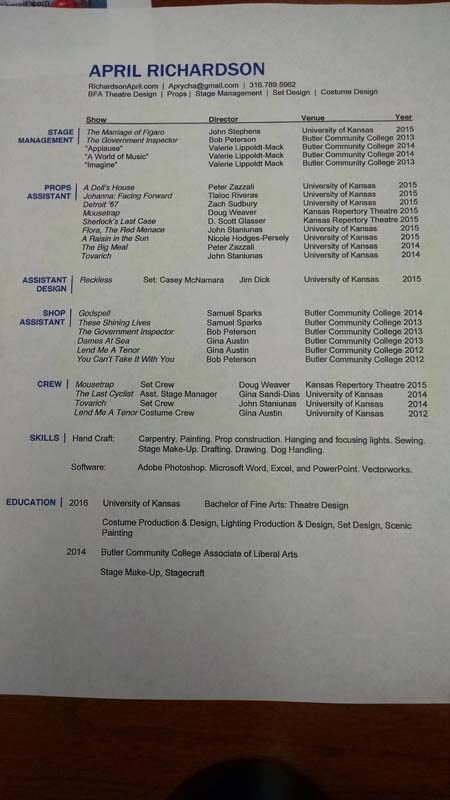 APRIL RICHARDSON
RichardsonApril.com | Aprycha@gmail.com | 316.789.5962
BFA Theatre Design | Props | Stage Management | Set Design | Costume Design
Show Director Venue Year
STAGE MANAGEMENT
The Marriage of Figaro John Stephens University of Kansas 2015
The Government Inspector Bob Peterson Butler Community College 2013
"Applause" Valerie Lippoldt-Mack Butler Community College 2014
"A World of Music" Valerie Lippoldt-Mack Butler Community College 2014
"Imagine" Valerie Lippoldt-Mack Butler Community College 2013
PROPS ASSISTANT
A Doll's House Peter Zazzali University of Kansas 2015
Johanna: Facing Forward Tlaloc Riveras University of Kansas 2015
Detroit '67 Zach Sudbury University of Kansas 2015
Mousetrap Doug Weaver Kansas Repertory Theatre 2015
Sherlock's Last Case D. Scott Glasser Kansas Repertory Theatre 2015
Flora, The Red Menace John Staniunas University of Kansas 2015
A Raisin in the Sun Nicole Hodges-Persely University of Kansas 2015
The Big Meal Peter Zazzali University of Kansas 2014
Tovarich John Staniunas University of Kansas 2014
ASSISTANT DESIGN
Reckless Set: Casey McNamara Jim Dick University of Kansas 2015
SHOP ASSISTANT
Godspell Samuel Sparks Butler Community College 2014
These Shining Lives Samuel Sparks Butler Community College 2013
The Government Inspector Bob Peterson Butler Community College 2013
Dames At Sea Gina Austin Butler Community College 2013
Lend Me A Tenor Gina Austin Butler Community College 2012
You Can't Take It With You Bob Peterson Butler Community College 2012
CREW
Mousetrap Set Crew Doug Weaver Kansas Repertory Theatre 2015
The Last Cyclist Asst. Stage Manager Gina Sandi-Dias University of Kansas 2014
Tovarich Set Crew John Staniunas University of Kansas 2014
Lend Me A Tenor Costume Crew Gina Austin University of Kansas 2012
SKILLS Hand Craft: Carpentry. Painting. Prop construction. Hanging and focusing lights. Sewing.
Stage Make-Up. Drafting. Drawing. Dog Handling.
Software: Adobe Photoshop. Microsoft Word, Excel, and PowerPoint. Vectorworks.
EDUCATION 2016 University of Kansas Bachelor of Fine Arts: Theatre Design
Costume Production & Design, Lighting Production & Design, Set Design, Scenic
Painting
2014 Butler Community College Associate of Liberal Arts
Stage Make-Up, Stagecraft